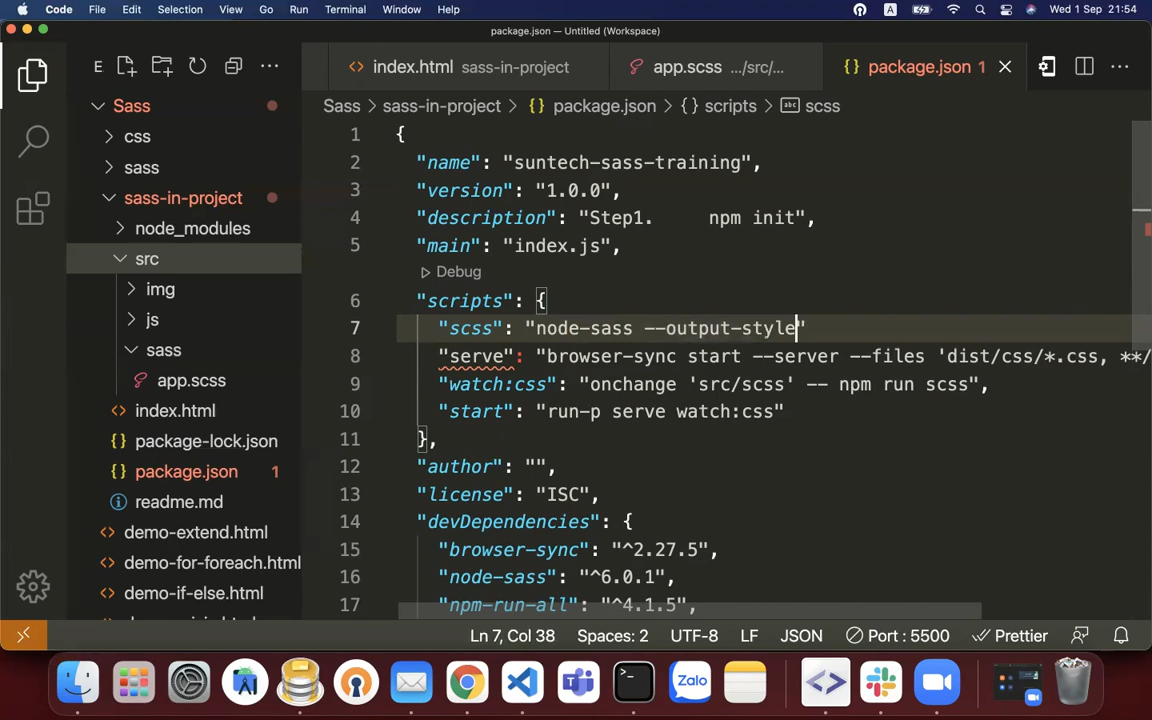 Code File Edit Selection View Go Run Terminal Window Help A Wed 1 Sep 21:54
package.json — Untitled (Workspace)
E index.html sass-in-project app.scss .../src/... {} package.json 1
Sass > sass-in-project > {} package.json > {} scripts > abc scss
Sass
css
sass
sass-in-project
node_modules
src
img
js
sass
app.scss
index.html
{} package-lock.json
{} package.json 1
readme.md
demo-extend.html
demo-for-foreach.html
demo-if-else.html
1 {
2 "name": "suntech-sass-training",
3 "version": "1.0.0",
4 "description": "Step1. npm init",
5 "main": "index.js",
Debug
6 "scripts": {
7 "scss": "node-sass --output-style"
8 "serve": "browser-sync start --server --files 'dist/css/*.css, **/
9 "watch:css": "onchange 'src/scss' -- npm run scss",
10 "start": "run-p serve watch:css"
11 },
12 "author": "",
13 "license": "ISC",
14 "devDependencies": {
15 "browser-sync": "^2.27.5",
16 "node-sass": "^6.0.1",
17 "npm-run-all": "^4.1.5",
Ln 7, Col 38 Spaces: 2 UTF-8 LF JSON Port : 5500 Prettier
Zalo